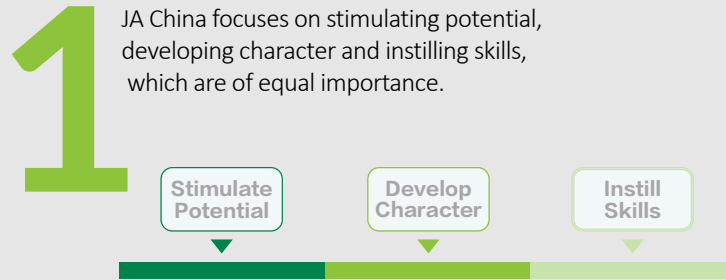 1
JA China focuses on stimulating potential,
developing character and instilling skills,
which are of equal importance.
Stimulate
Potential
Develop
Character
Instill
Skills